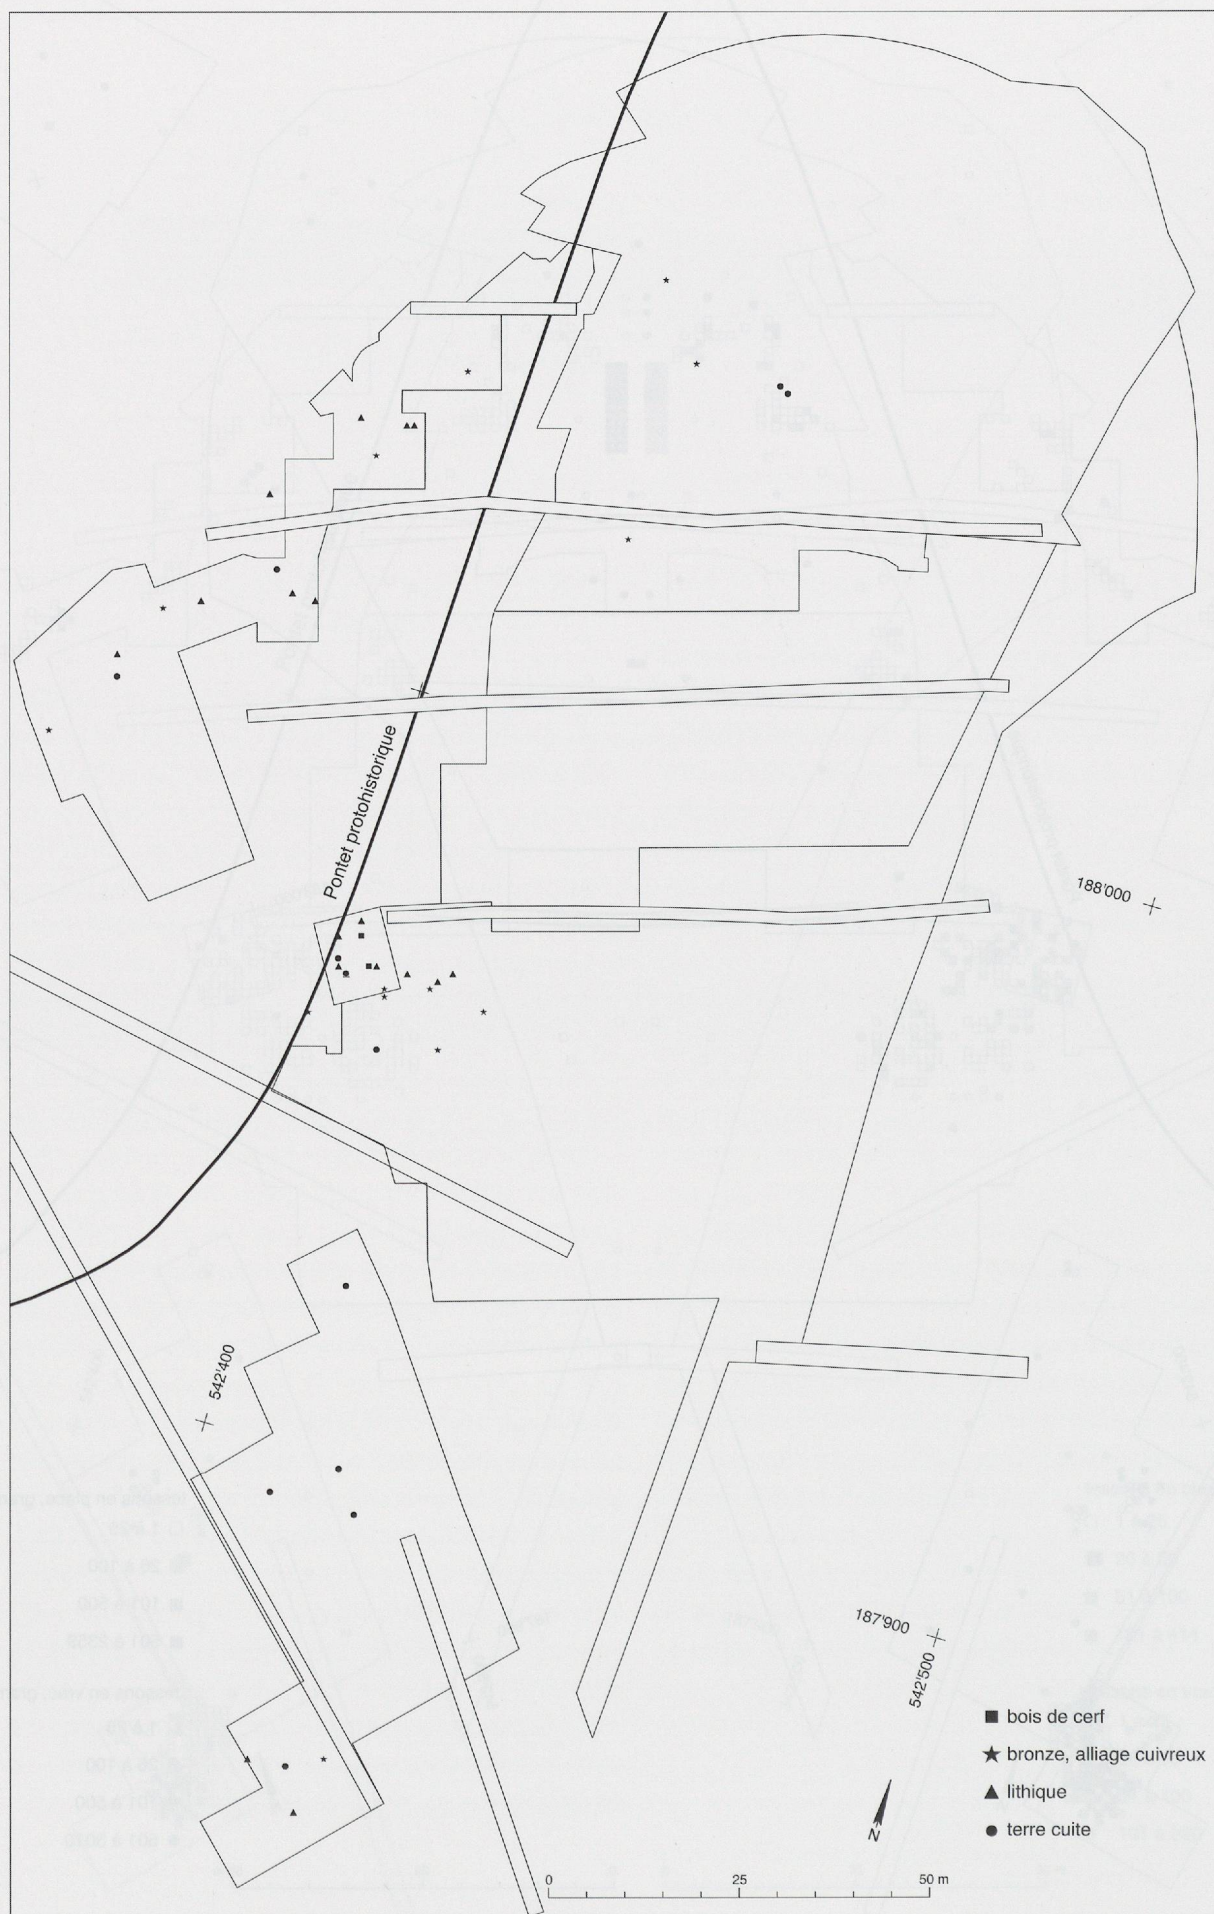 Pontet protohistorique
188'000
542'400
187'900
542'500
bois de cerf
bronze, alliage cuivreux
lithique
terre cuite
N
0 25 50 m